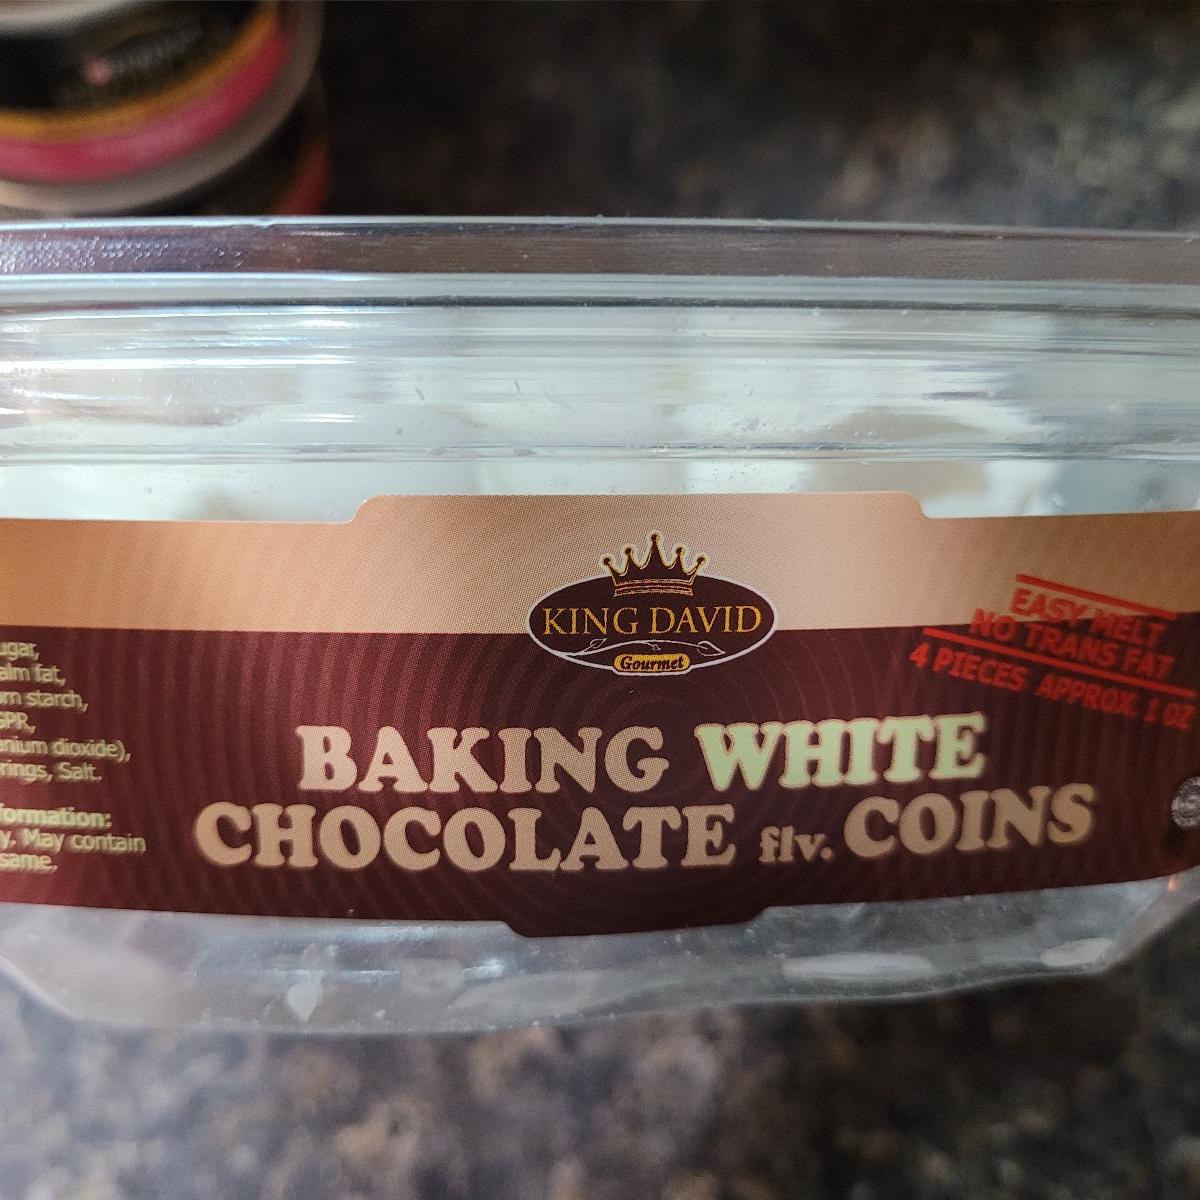 KING DAVID
Gourmet
EASY MELT
NO TRANS FAT
4 PIECES APPROX. 1 OZ
BAKING WHITE
CHOCOLATE flv. COINS
ugar,
alm fat,
rn starch,
GPR,
anium dioxide),
rings, Salt.
formation:
y. May contain
same.